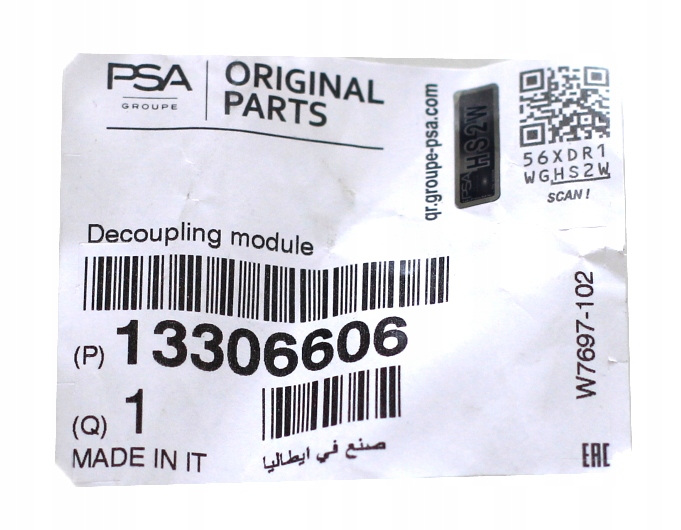 PSA
GROUPE
ORIGINAL
PARTS
qr.groupe-psa.com
PSA HS2W
56XDR1
WGHS2W
SCAN!
Decoupling module
(P) 13306606
(Q) 1
MADE IN IT
صنع في ايطاليا
W7697-102
EAC